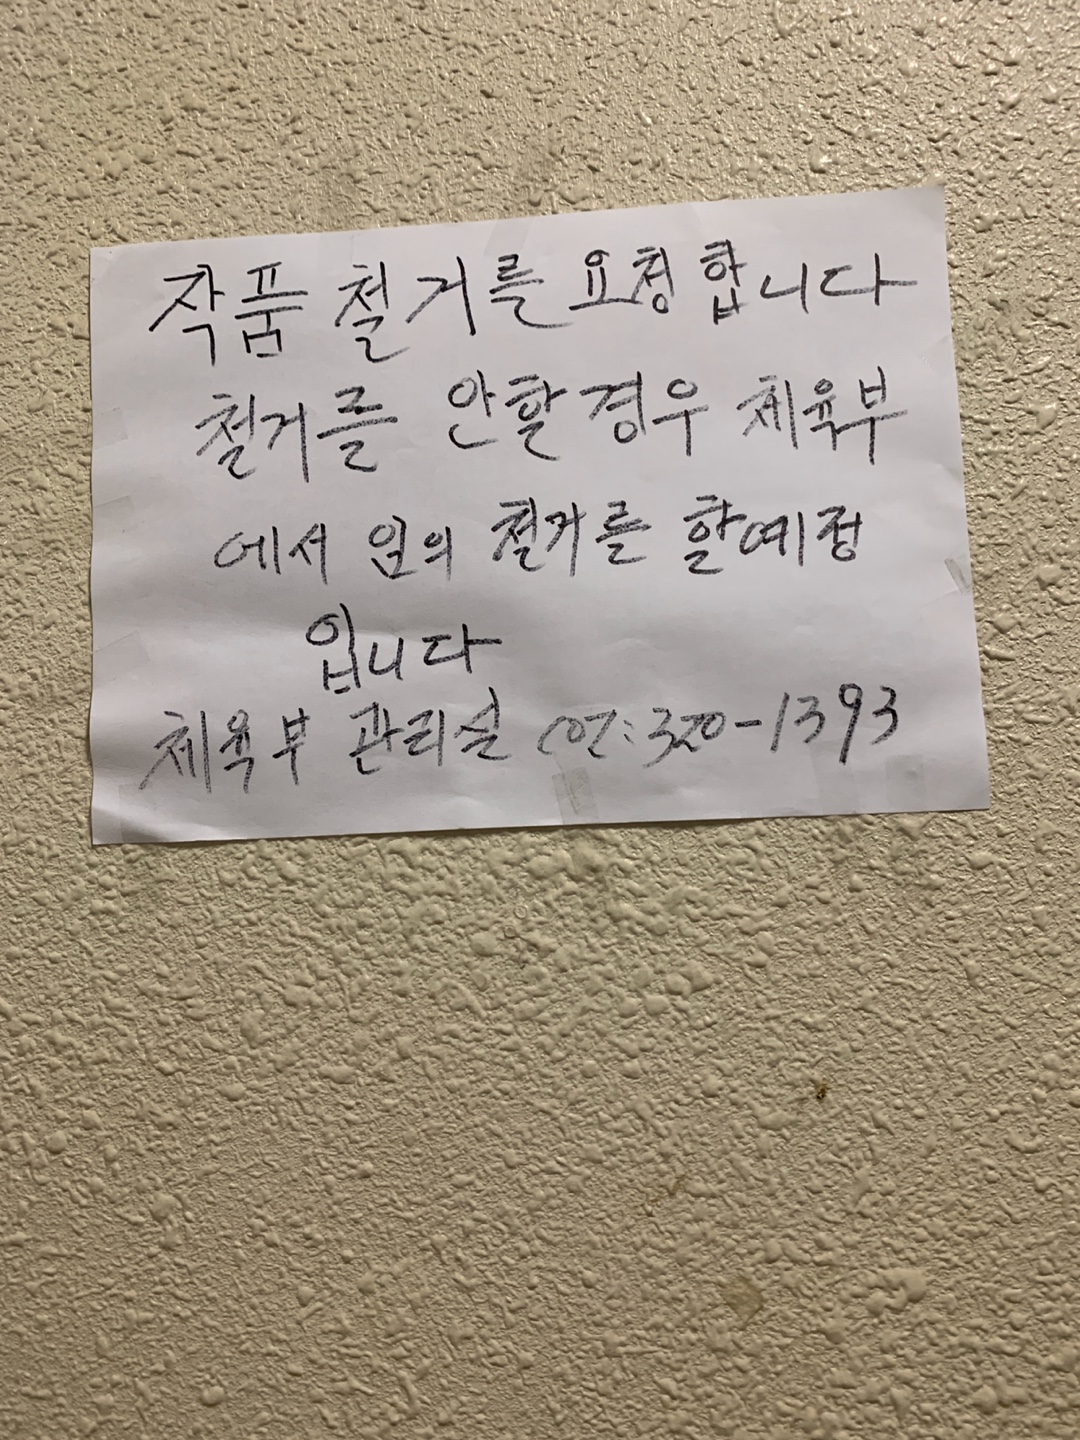 작품 철거를 요청합니다
철거를 안할경우 체육부
에서 임의 철거를 할예정
입니다
체육부 관리실 02:320-1393